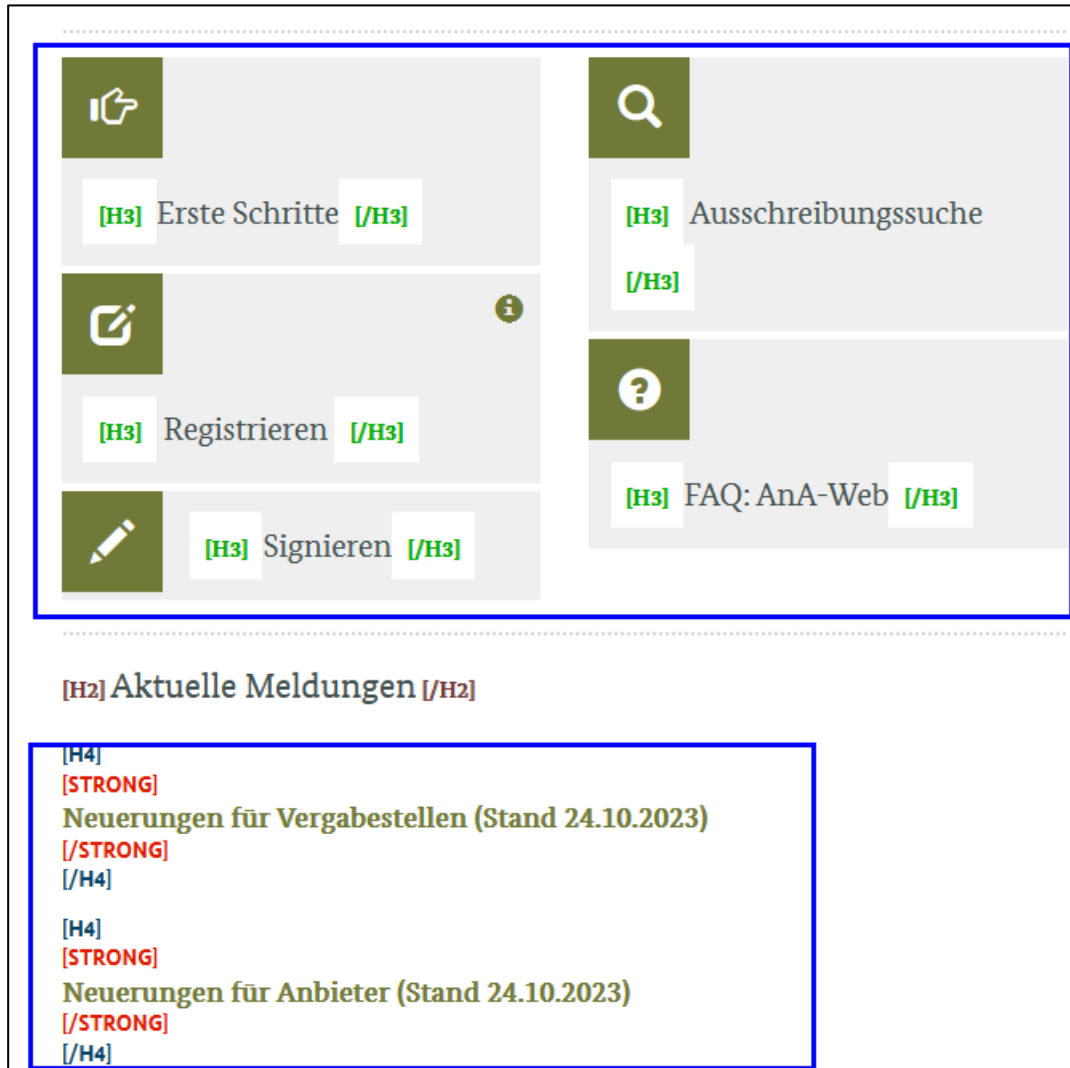 [H3] Erste Schritte [/H3]
[H3] Registrieren [/H3]
[H3] Signieren [/H3]
[H3] Ausschreibungssuche
[/H3]
[H3] FAQ: AnA-Web [/H3]
[H2] Aktuelle Meldungen [/H2]
[H4]
[STRONG]
Neuerungen für Vergabestellen (Stand 24.10.2023)
[/STRONG]
[/H4]
[H4]
[STRONG]
Neuerungen für Anbieter (Stand 24.10.2023)
[/STRONG]
[/H4]